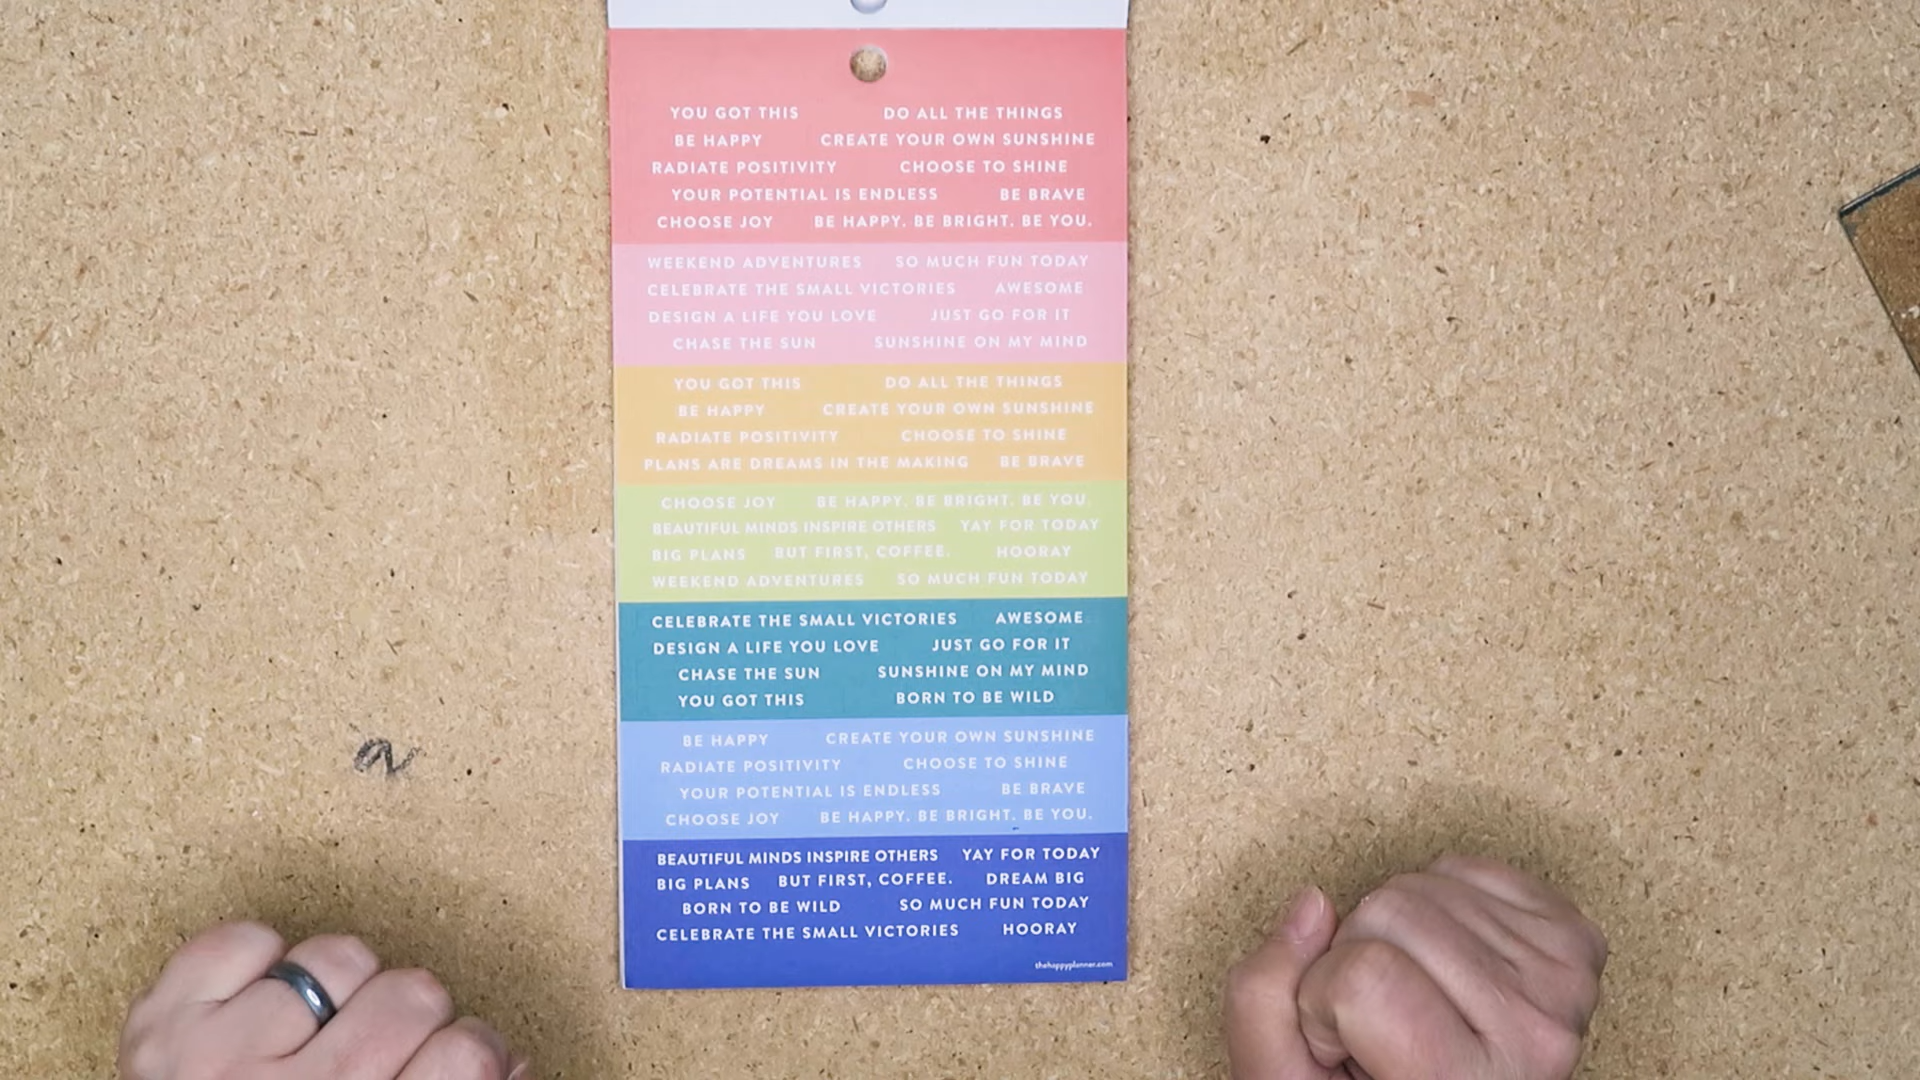 YOU GOT THIS DO ALL THE THINGS
BE HAPPY CREATE YOUR OWN SUNSHINE
RADIATE POSITIVITY CHOOSE TO SHINE
YOUR POTENTIAL IS ENDLESS BE BRAVE
CHOOSE JOY BE HAPPY. BE BRIGHT. BE YOU.
WEEKEND ADVENTURES SO MUCH FUN TODAY
CELEBRATE THE SMALL VICTORIES AWESOME
DESIGN A LIFE YOU LOVE JUST GO FOR IT
CHASE THE SUN SUNSHINE ON MY MIND
YOU GOT THIS DO ALL THE THINGS
BE HAPPY CREATE YOUR OWN SUNSHINE
RADIATE POSITIVITY CHOOSE TO SHINE
PLANS ARE DREAMS IN THE MAKING BE BRAVE
CHOOSE JOY BE HAPPY. BE BRIGHT. BE YOU.
BEAUTIFUL MINDS INSPIRE OTHERS YAY FOR TODAY
BIG PLANS BUT FIRST, COFFEE. HOORAY
WEEKEND ADVENTURES SO MUCH FUN TODAY
CELEBRATE THE SMALL VICTORIES AWESOME
DESIGN A LIFE YOU LOVE JUST GO FOR IT
CHASE THE SUN SUNSHINE ON MY MIND
YOU GOT THIS BORN TO BE WILD
BE HAPPY CREATE YOUR OWN SUNSHINE
RADIATE POSITIVITY CHOOSE TO SHINE
YOUR POTENTIAL IS ENDLESS BE BRAVE
CHOOSE JOY BE HAPPY. BE BRIGHT. BE YOU.
BEAUTIFUL MINDS INSPIRE OTHERS YAY FOR TODAY
BIG PLANS BUT FIRST, COFFEE. DREAM BIG
BORN TO BE WILD SO MUCH FUN TODAY
CELEBRATE THE SMALL VICTORIES HOORAY
thehappyplanner.com